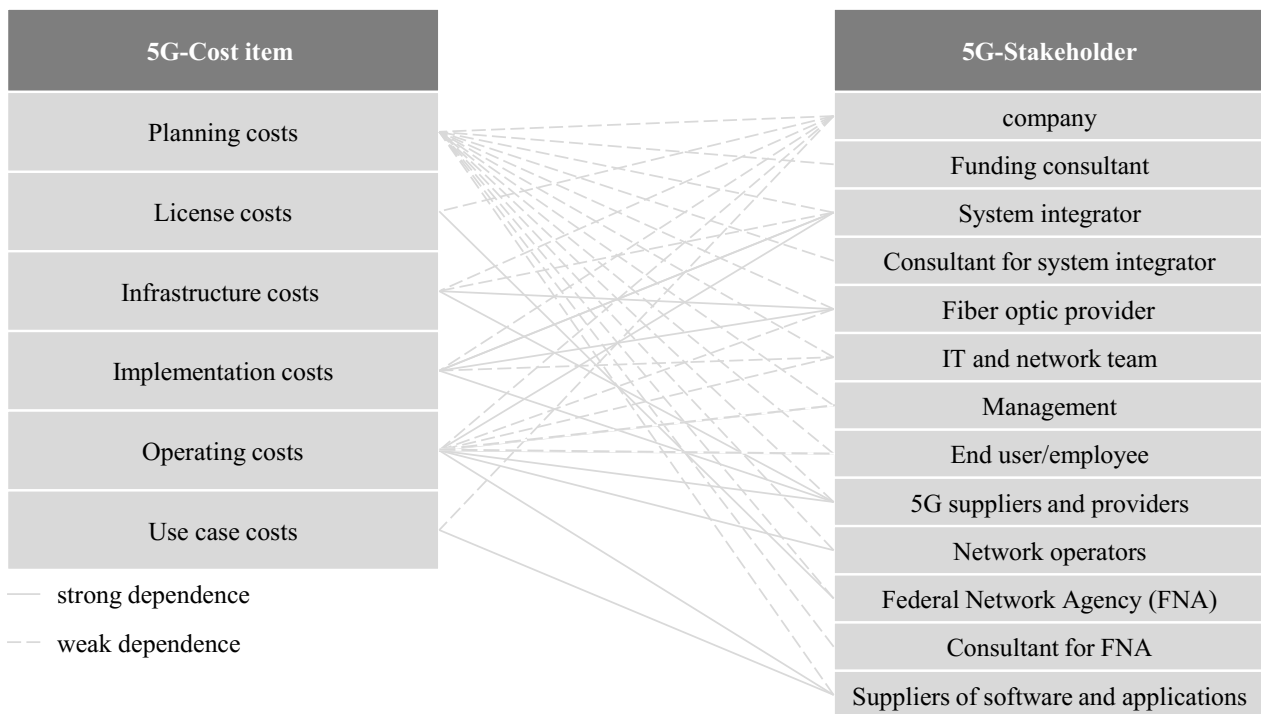 5G-Cost item
Planning costs
License costs
Infrastructure costs
Implementation costs
Operating costs
Use case costs
strong dependence
weak dependence
5G-Stakeholder
company
Funding consultant
System integrator
Consultant for system integrator
Fiber optic provider
IT and network team
Management
End user/employee
5G suppliers and providers
Network operators
Federal Network Agency (FNA)
Consultant for FNA
Suppliers of software and applications